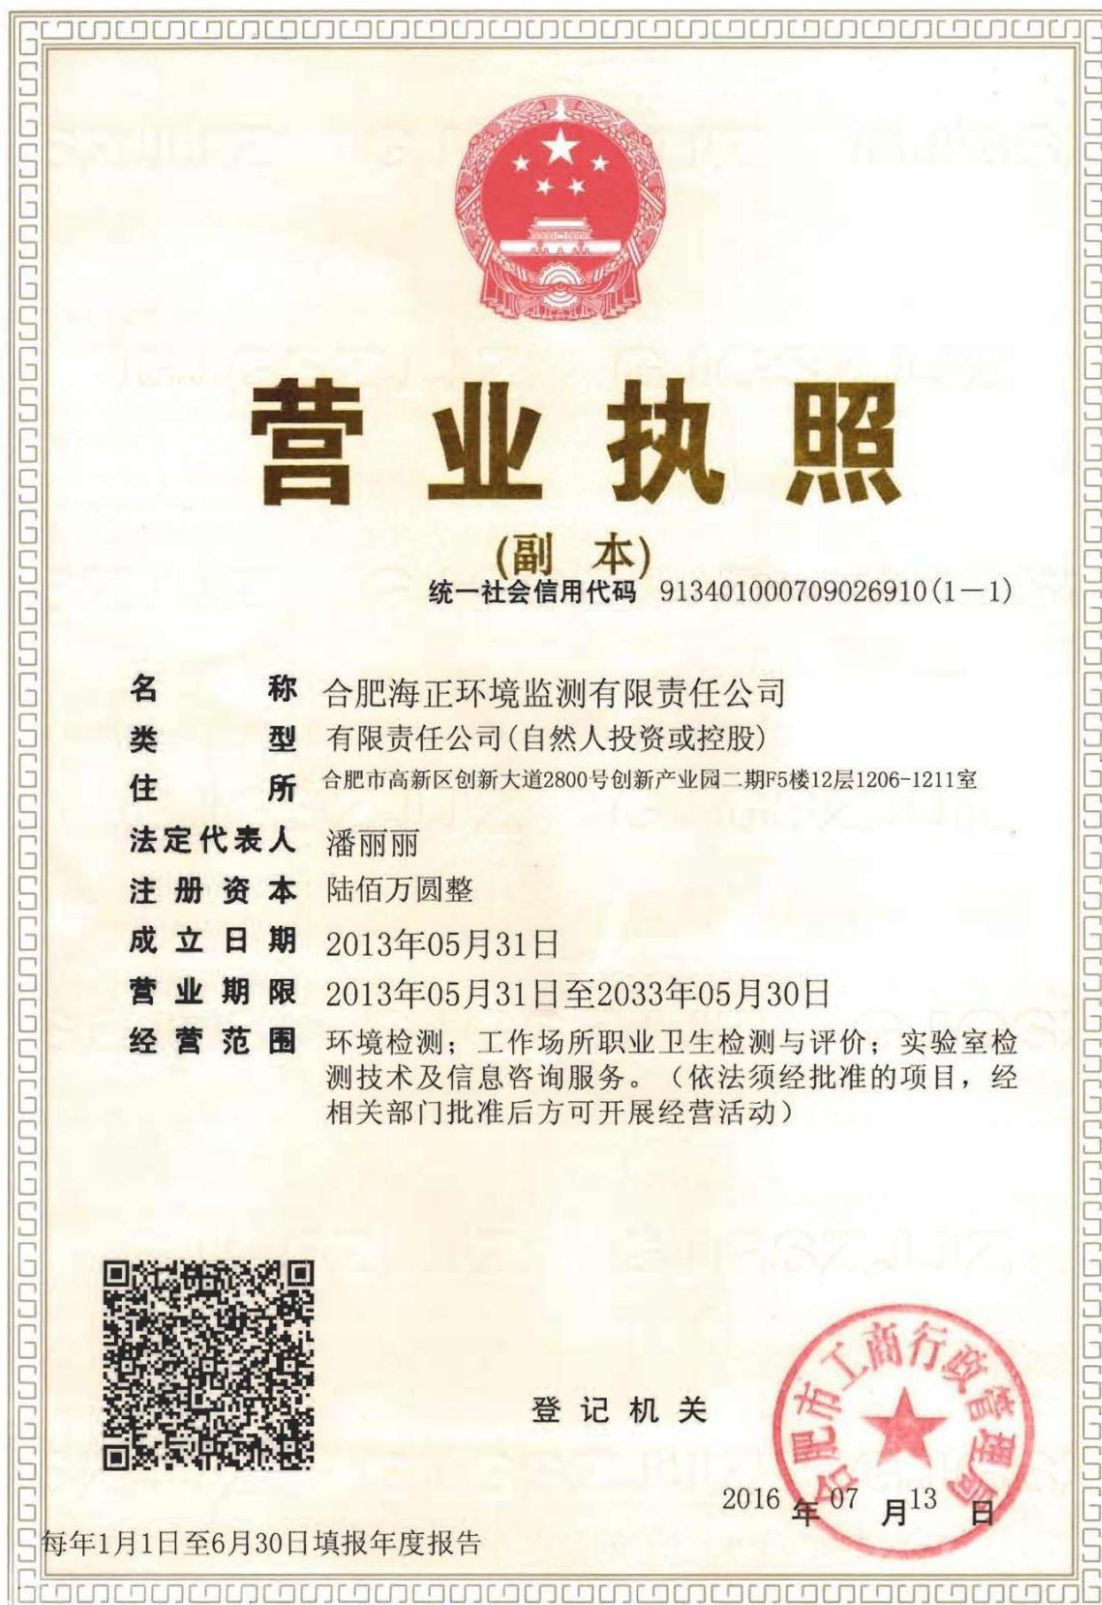 营业执照
(副 本)
统一社会信用代码 913401000709026910(1-1)
名 称 合肥海正环境监测有限责任公司
类 型 有限责任公司(自然人投资或控股)
住 所 合肥市高新区创新大道2800号创新产业园二期F5楼12层1206-1211室
法定代表人 潘丽丽
注册资本 陆佰万圆整
成立日期 2013年05月31日
营业期限 2013年05月31日至2033年05月30日
经营范围 环境检测；工作场所职业卫生检测与评价；实验室检
测技术及信息咨询服务。（依法须经批准的项目，经
相关部门批准后方可开展经营活动）
登记机关
合肥市工商行政管理局
2016年07月13日
每年1月1日至6月30日填报年度报告